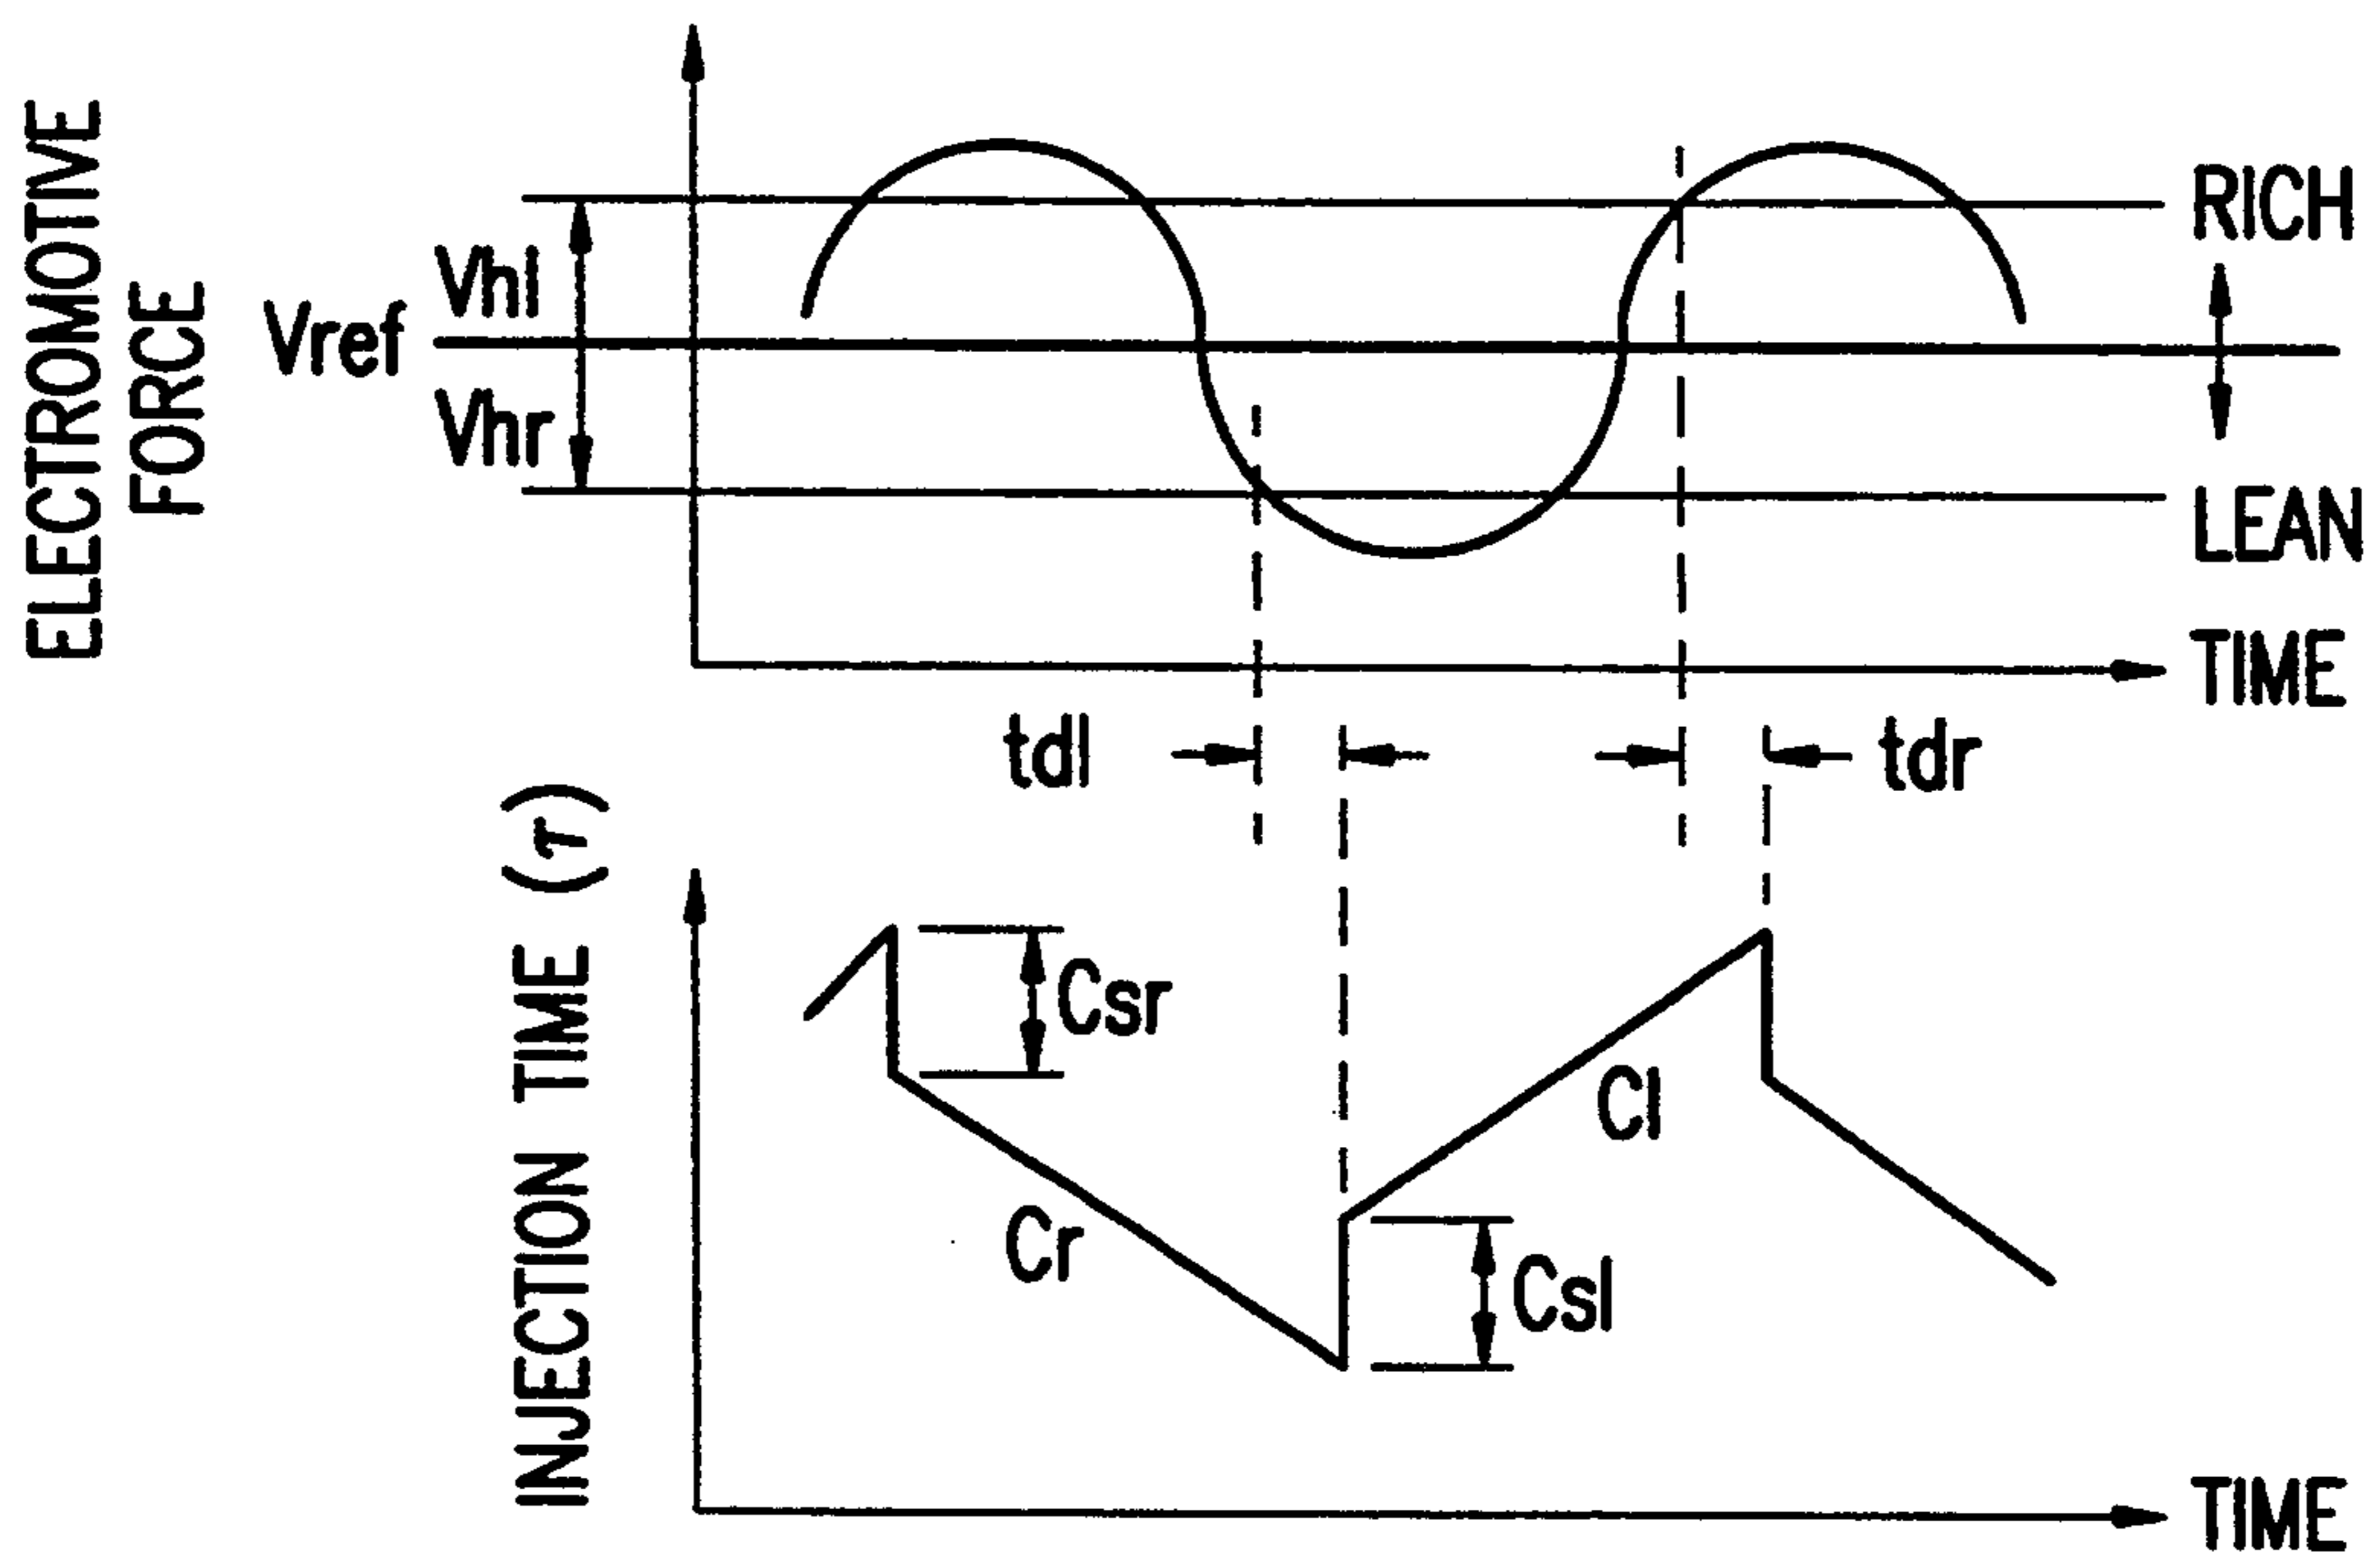 ELECTROMOTIVE
FORCE
Vref
Vhl
Vhr
RICH
LEAN
TIME
tdl
tdr
INJECTION TIME (τ)
Csr
Cr
Cl
Csl
TIME